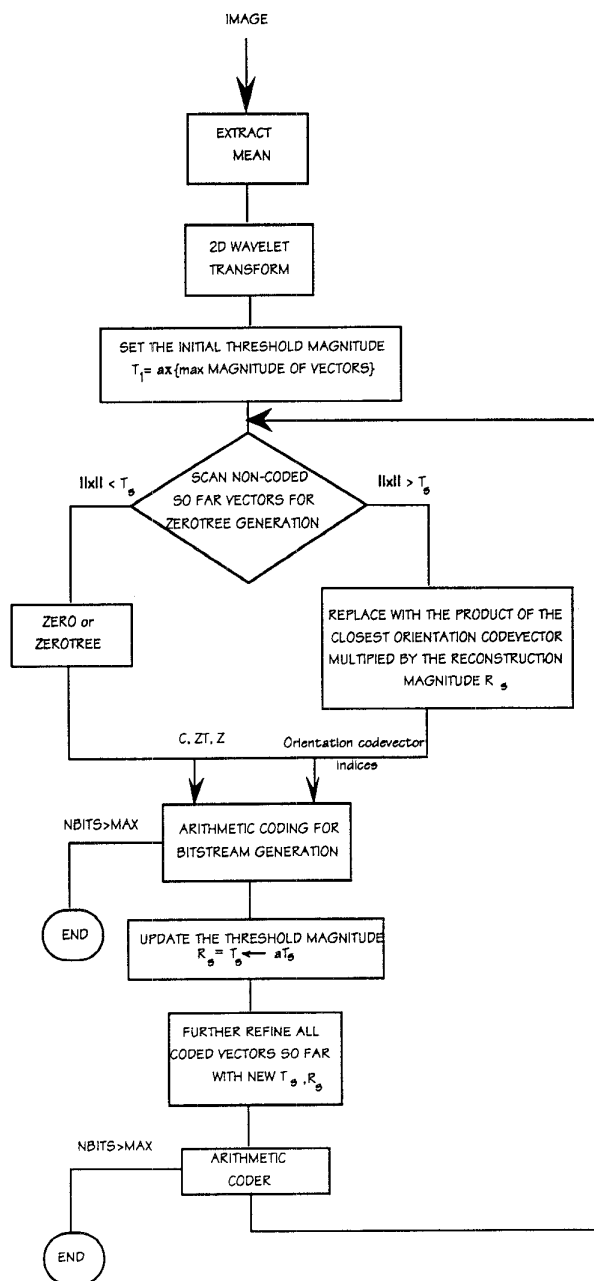 IMAGE
EXTRACT
MEAN
2D WAVELET
TRANSFORM
SET THE INITIAL THRESHOLD MAGNITUDE
T₁ = ax{max MAGNITUDE OF VECTORS}
||x|| < Tₛ
SCAN NON-CODED
SO FAR VECTORS FOR
ZEROTREE GENERATION
||x|| > Tₛ
ZERO or
ZEROTREE
REPLACE WITH THE PRODUCT OF THE
CLOSEST ORIENTATION CODEVECTOR
MULTIPIED BY THE RECONSTRUCTION
MAGNITUDE Rₛ
C, ZT, Z
Orientation codevector
indices
NBITS>MAX
ARITHMETIC CODING FOR
BITSTREAM GENERATION
END
UPDATE THE THRESHOLD MAGNITUDE
Rₛ = Tₛ ← aTₛ
FURTHER REFINE ALL
CODED VECTORS SO FAR
WITH NEW Tₛ, Rₛ
NBITS>MAX
ARITHMETIC
CODER
END